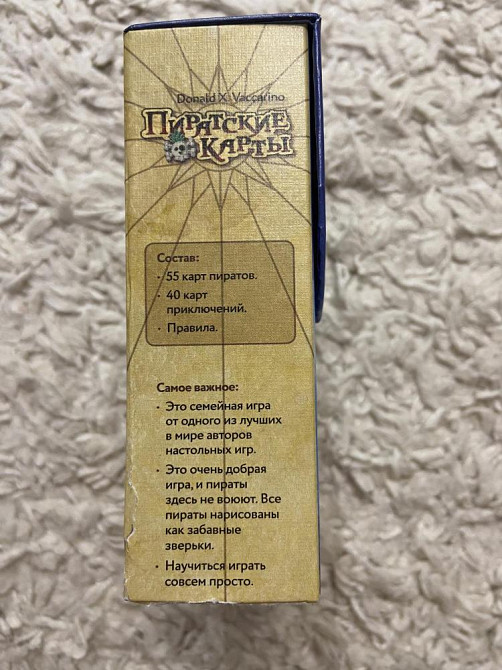 Donald X. Vaccarino
Пиратские
Карты
Состав:
· 55 карт пиратов.
· 40 карт
приключений.
· Правила.
Самое важное:
· Это семейная игра
от одного из лучших
в мире авторов
настольных игр.
· Это очень добрая
игра, и пираты
здесь не воюют. Все
пираты нарисованы
как забавные
зверьки.
· Научиться играть
совсем просто.